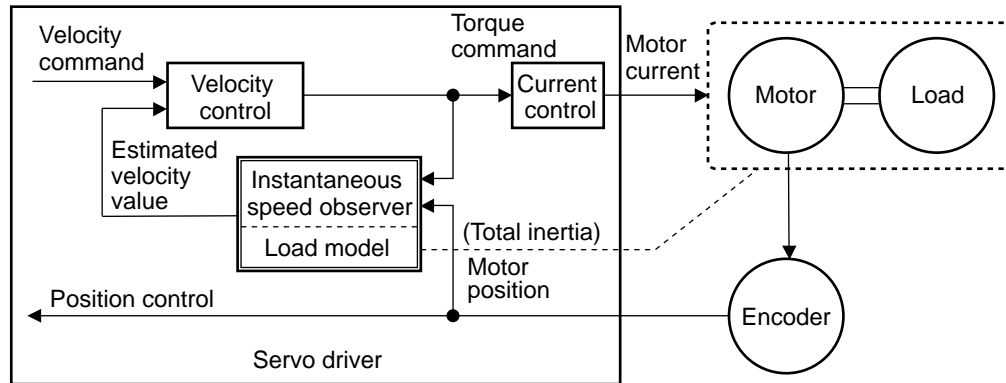 Velocity
command
Torque
command
Motor
current
Velocity
control
Current
control
Motor
Load
Estimated
velocity
value
Instantaneous
speed observer
Load model
(Total inertia)
Motor
position
Position control
Encoder
Servo driver